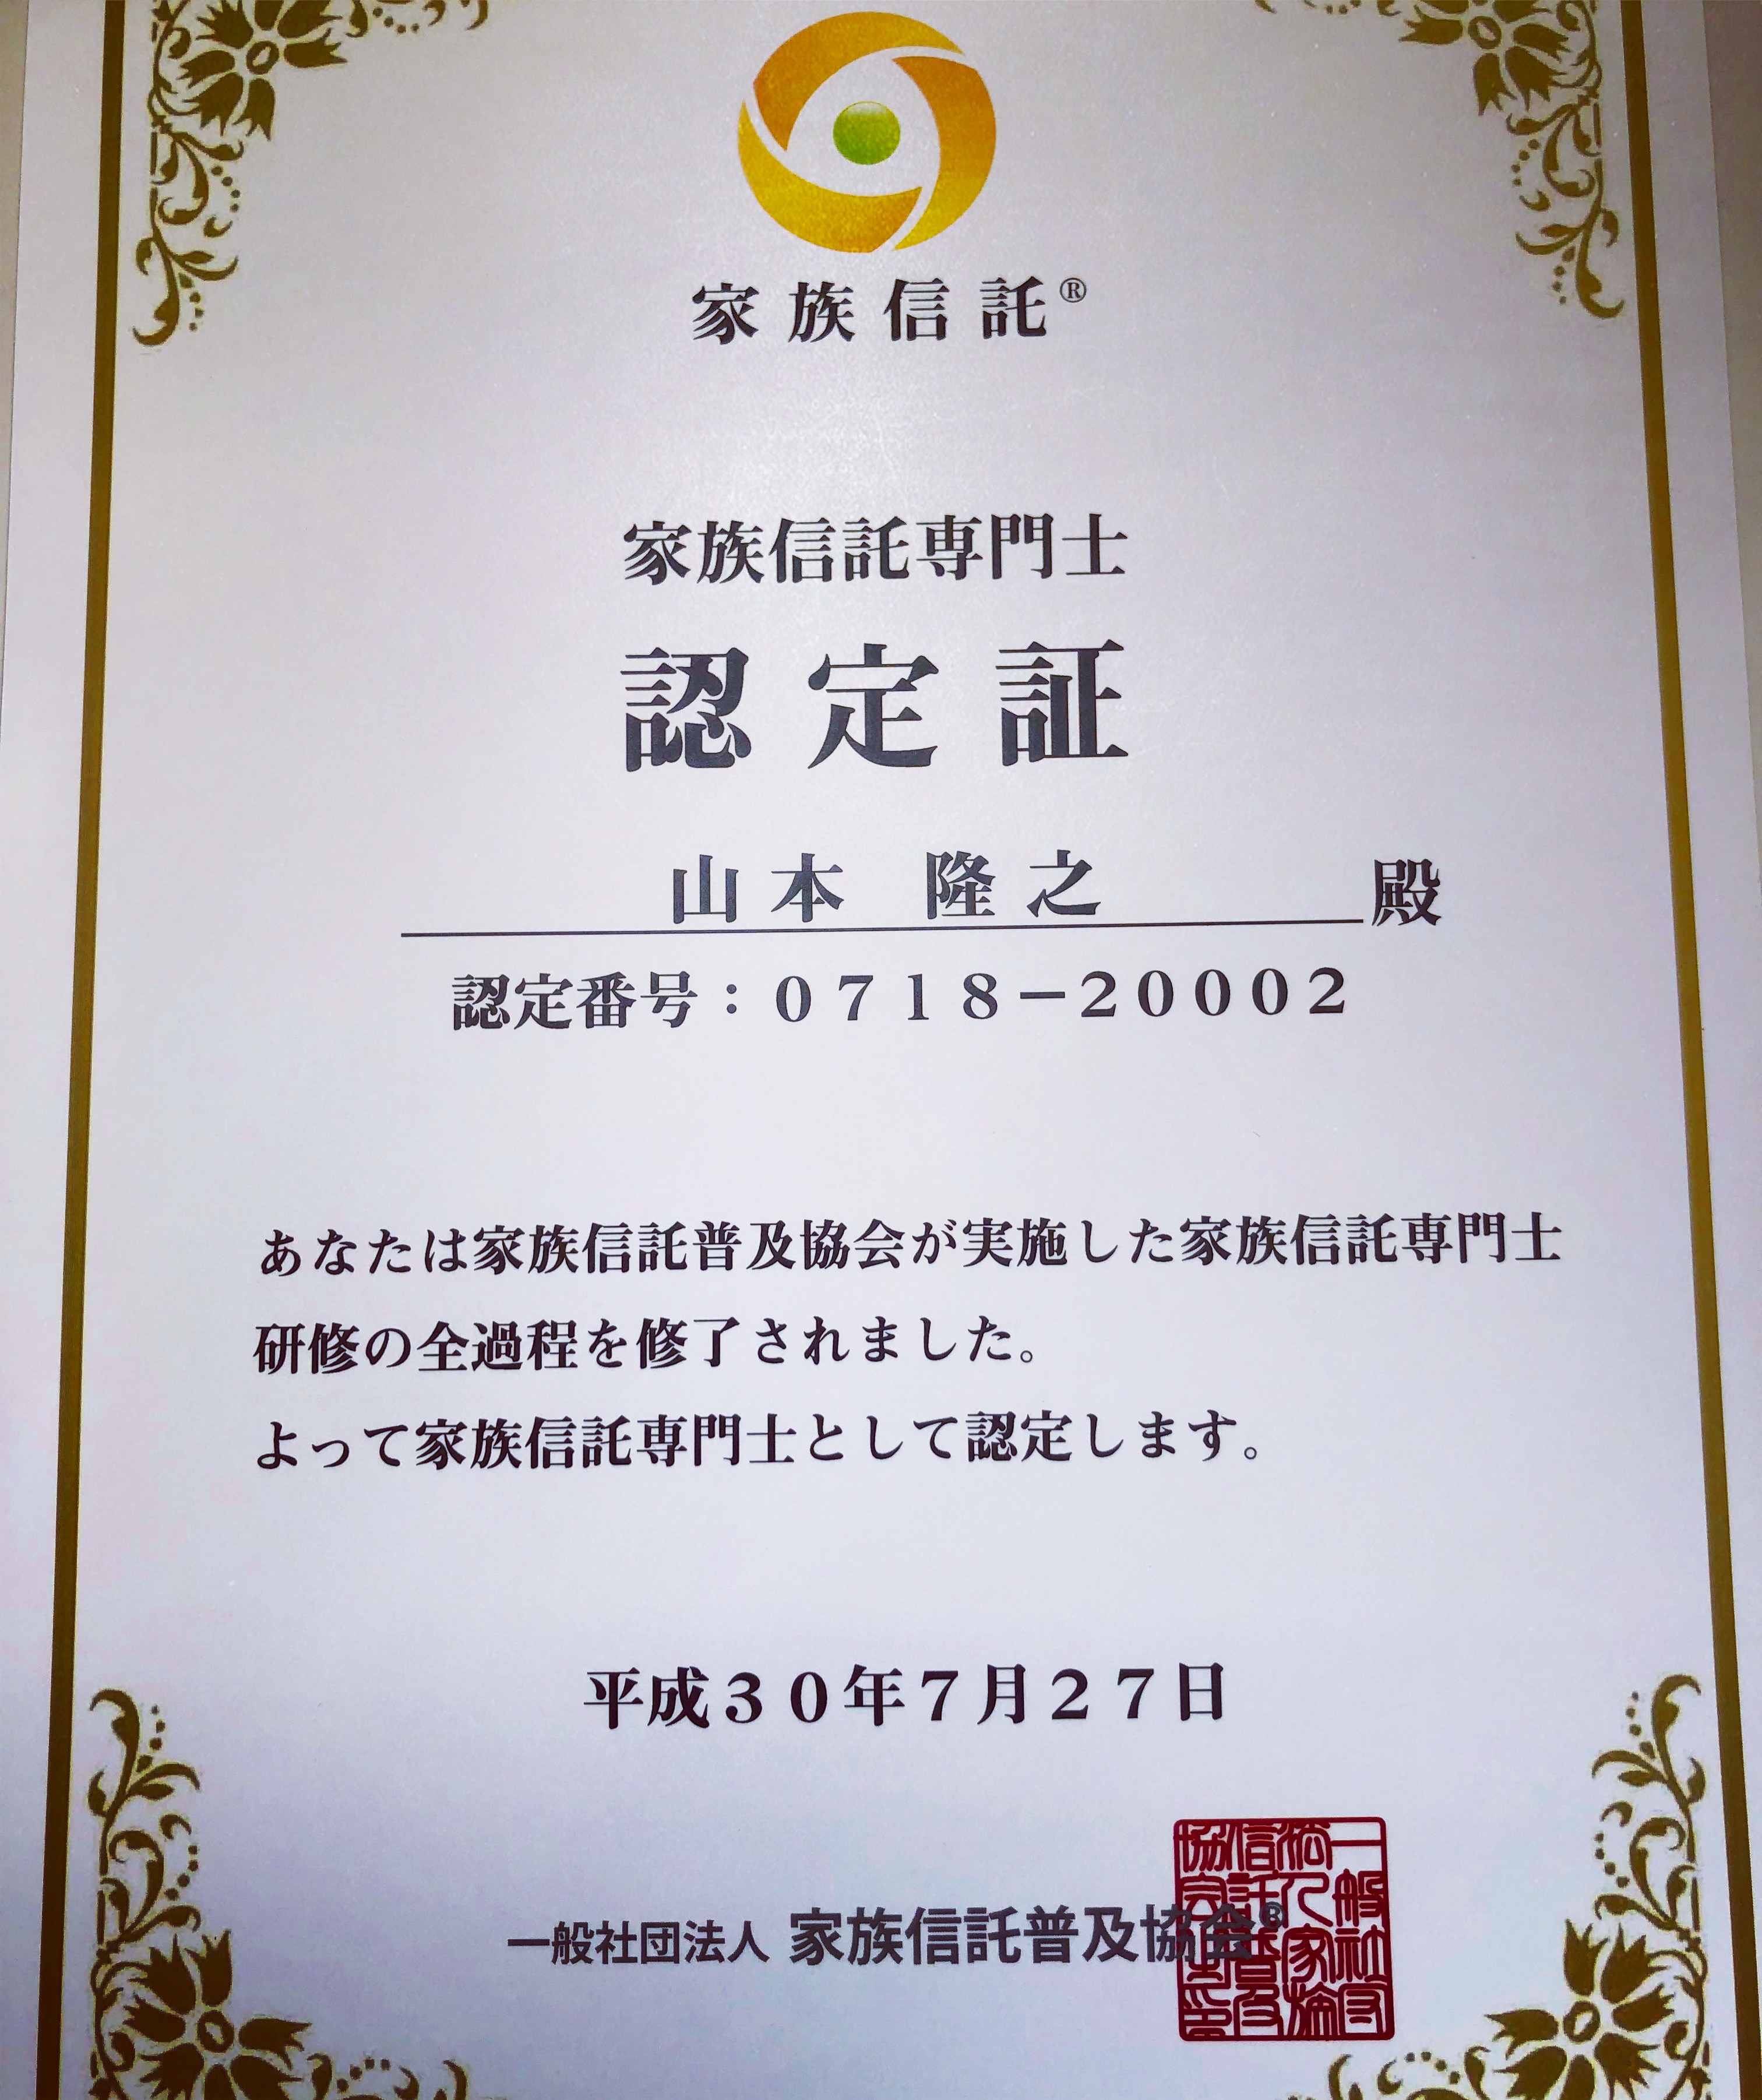 家族信託®
家族信託専門士
認定証
山本 隆之 殿
認定番号：０７１８－２０００２
あなたは家族信託普及協会が実施した家族信託専門士
研修の全過程を修了されました。
よって家族信託専門士として認定します。
平成３０年７月２７日
一般社団法人 家族信託普及協会®